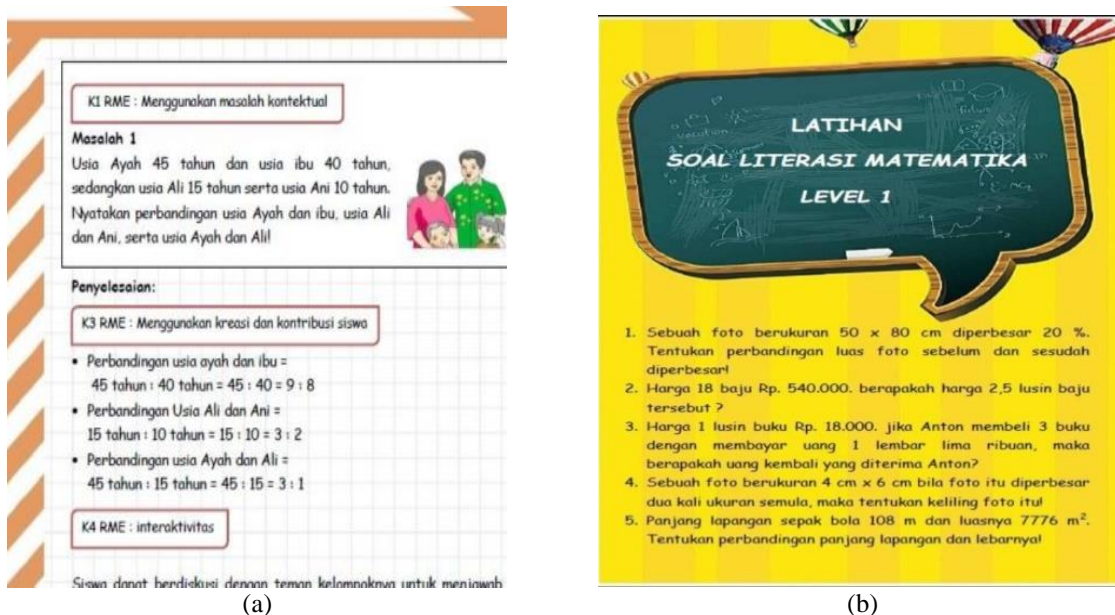 K1 RME : Menggunakan masalah kontektual
Masalah 1
Usia Ayah 45 tahun dan usia ibu 40 tahun,
sedangkan usia Ali 15 tahun serta usia Ani 10 tahun.
Nyatakan perbandingan usia Ayah dan ibu, usia Ali
dan Ani, serta usia Ayah dan Ali!
Penyelesaian:
K3 RME : Menggunakan kreasi dan kontribusi siswa
• Perbandingan usia ayah dan ibu =
45 tahun : 40 tahun = 45 : 40 = 9 : 8
• Perbandingan Usia Ali dan Ani =
15 tahun : 10 tahun = 15 : 10 = 3 : 2
• Perbandingan usia Ayah dan Ali =
45 tahun : 15 tahun = 45 : 15 = 3 : 1
K4 RME : interaktivitas
Siswa dapat berdiskusi dengan teman kelompoknya untuk menjawab
(a)
LATIHAN
SOAL LITERASI MATEMATIKA
LEVEL 1
1. Sebuah foto berukuran 50 x 80 cm diperbesar 20 %.
Tentukan perbandingan luas foto sebelum dan sesudah
diperbesar!
2. Harga 18 baju Rp. 540.000. berapakah harga 2,5 lusin baju
tersebut ?
3. Harga 1 lusin buku Rp. 18.000. jika Anton membeli 3 buku
dengan membayar uang 1 lembar lima ribuan, maka
berapakah uang kembali yang diterima Anton?
4. Sebuah foto berukuran 4 cm x 6 cm bila foto itu diperbesar
dua kali ukuran semula, maka tentukan keliling foto itu!
5. Panjang lapangan sepak bola 108 m dan luasnya 7776 m².
Tentukan perbandingan panjang lapangan dan lebarnya!
(b)